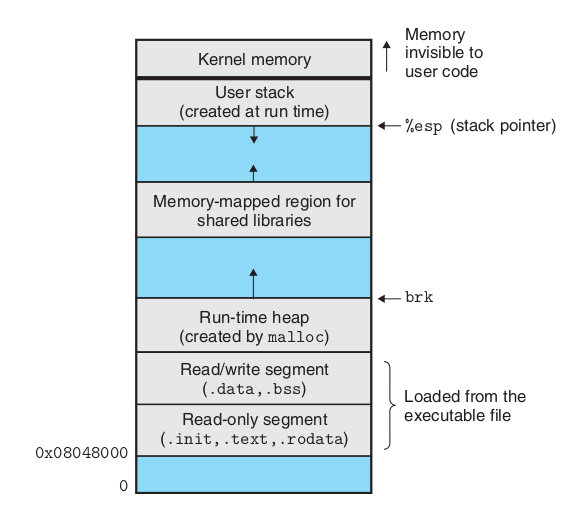 Memory
invisible to
user code
Kernel memory
User stack
(created at run time)
%esp (stack pointer)
Memory-mapped region for
shared libraries
brk
Run-time heap
(created by malloc)
Read/write segment
(.data,.bss)
Loaded from the
executable file
Read-only segment
(.init,.text,.rodata)
0x08048000
0